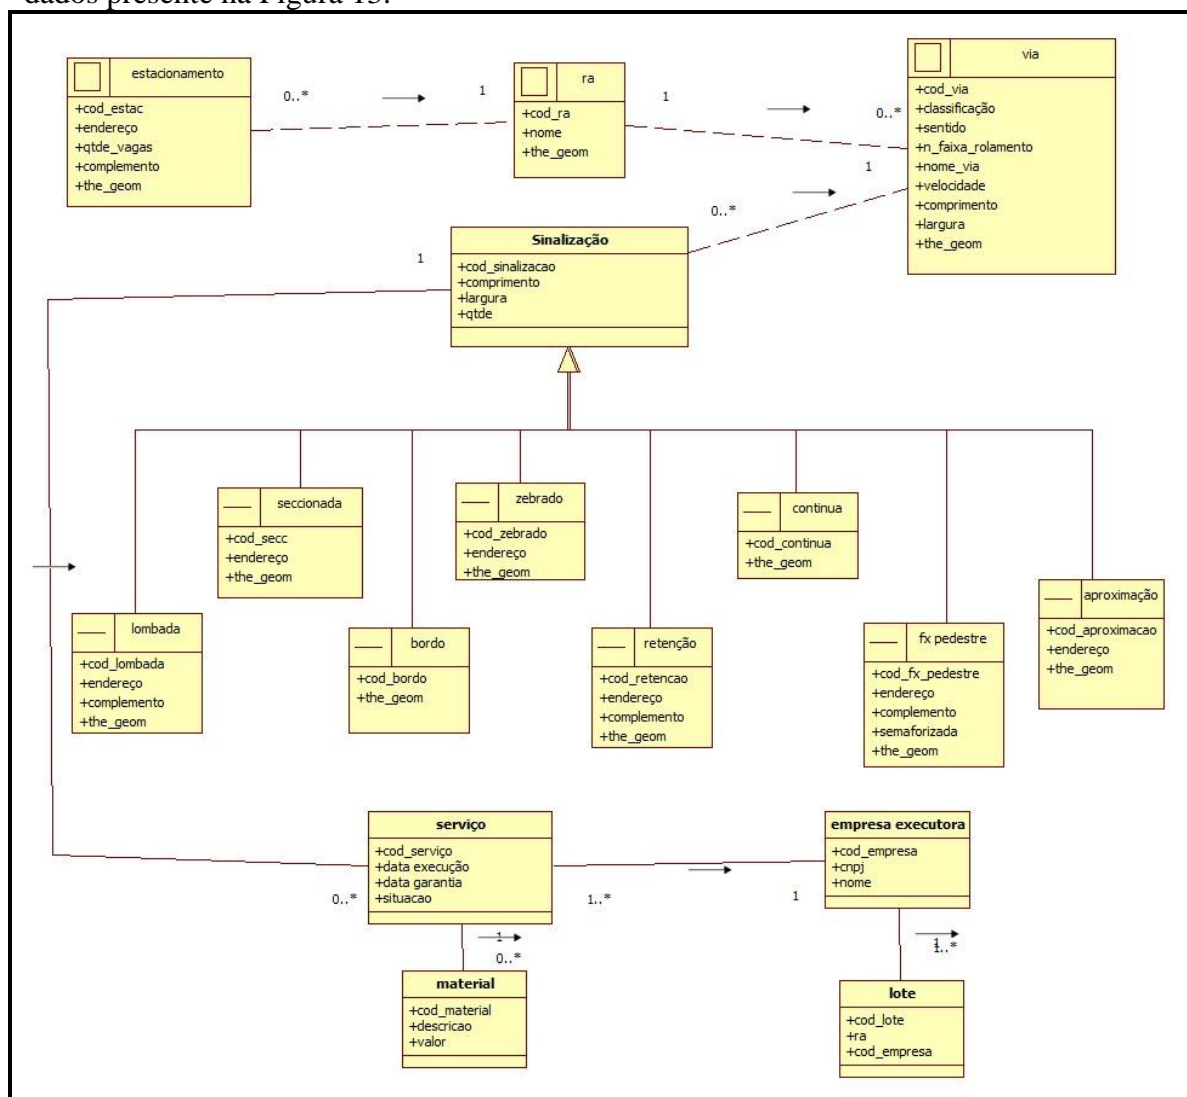 dados presente na Figura 13.
estacionamento
+cod_estac
+endereço
+qtde_vagas
+complemento
+the_geom
0..*
1
ra
+cod_ra
+nome
+the_geom
1
0..*
via
+cod_via
+classificação
+sentido
+n_faixa_rolamento
+nome_via
+velocidade
+comprimento
+largura
+the_geom
1
0..*
Sinalização
+cod_sinalizacao
+comprimento
+largura
+qtde
1
seccionada
+cod_secc
+endereço
+the_geom
zebrado
+cod_zebrado
+endereço
+the_geom
continua
+cod_continua
+the_geom
aproximação
+cod_aproximacao
+endereço
+the_geom
lombada
+cod_lombada
+endereço
+complemento
+the_geom
bordo
+cod_bordo
+the_geom
retenção
+cod_retencao
+endereço
+complemento
+the_geom
fx pedestre
+cod_fx_pedestre
+endereço
+complemento
+semaforizada
+the_geom
serviço
+cod_serviço
+data execução
+data garantia
+situacao
0..*
1..*
1
empresa executora
+cod_empresa
+cnpj
+nome
1
0..*
1
1..*
material
+cod_material
+descricao
+valor
lote
+cod_lote
+ra
+cod_empresa